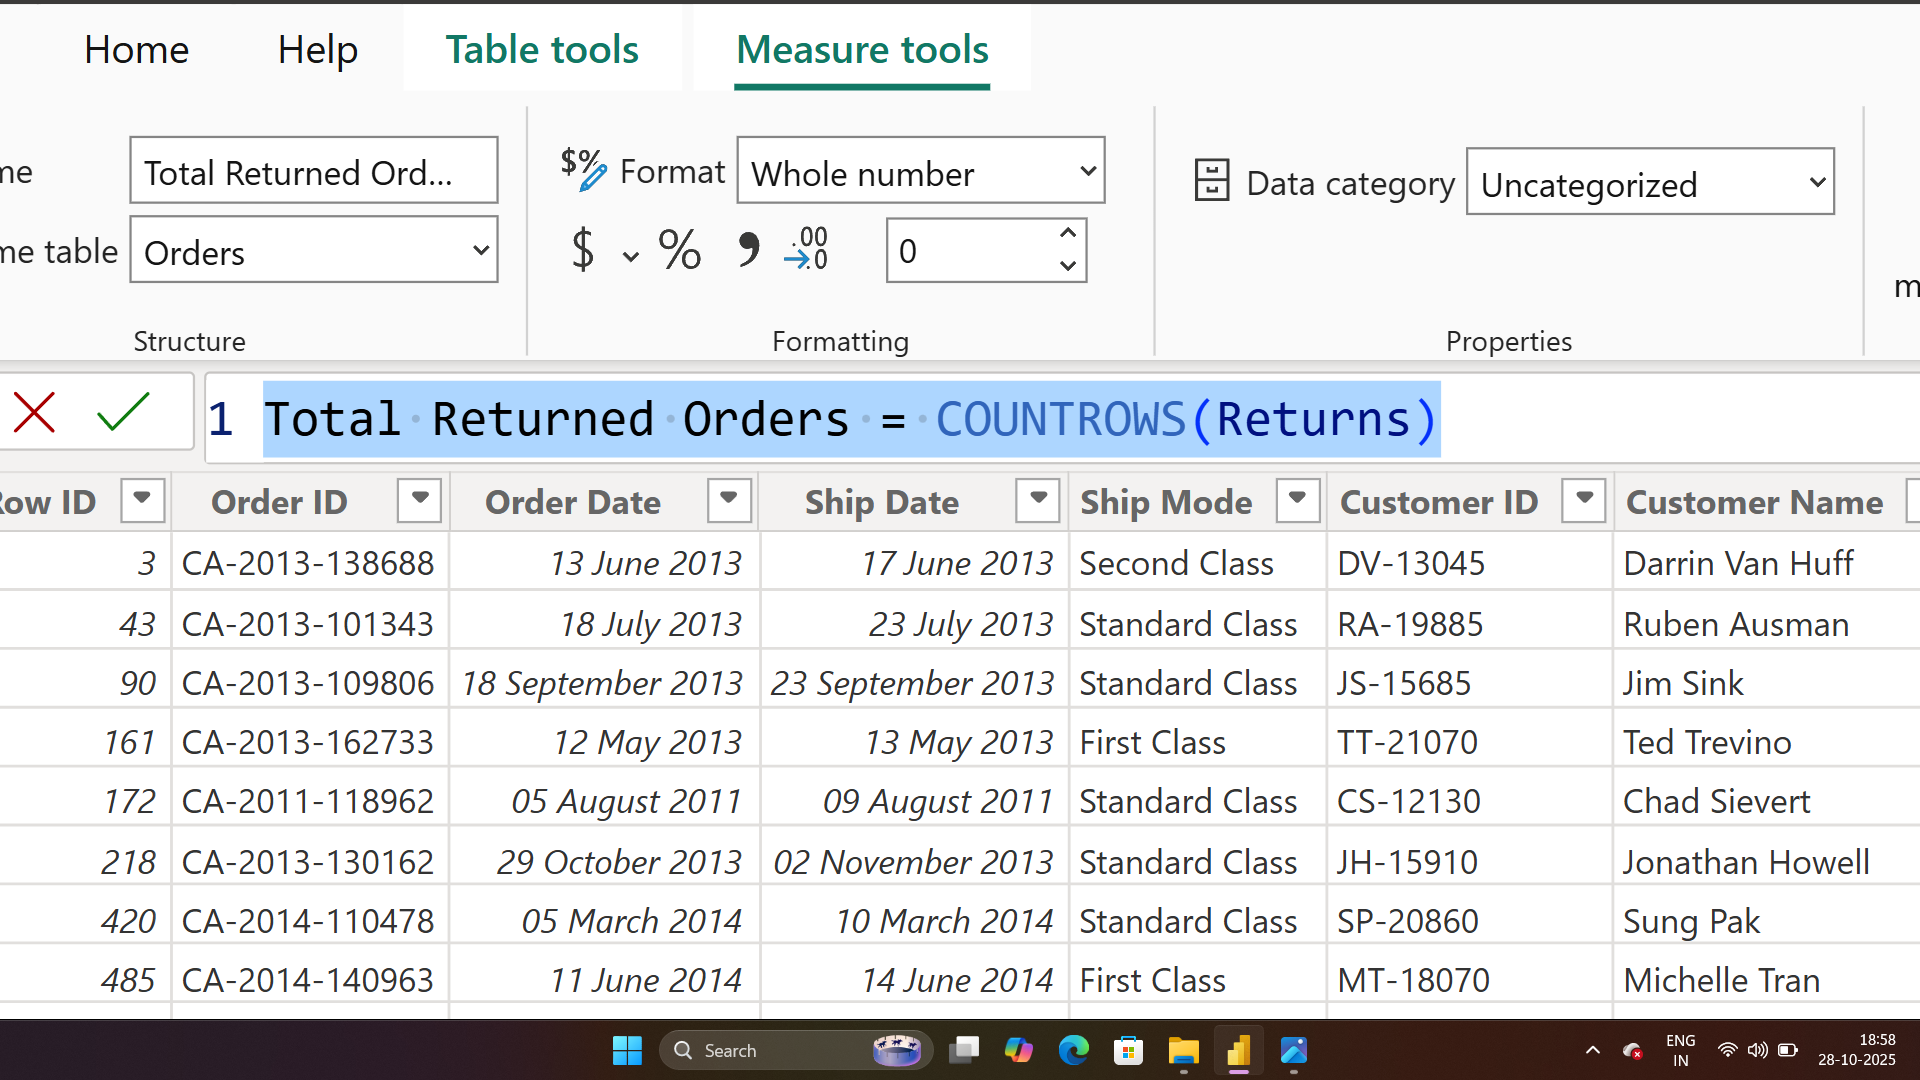 Home Help Table tools Measure tools
me Total Returned Ord... $% Format Whole number Data category Uncategorized
me table Orders $ % , .00 .0 0
m
Structure Formatting Properties
1 Total Returned Orders = COUNTROWS(Returns)
Row ID Order ID Order Date Ship Date Ship Mode Customer ID Customer Name
3 CA-2013-138688 13 June 2013 17 June 2013 Second Class DV-13045 Darrin Van Huff
43 CA-2013-101343 18 July 2013 23 July 2013 Standard Class RA-19885 Ruben Ausman
90 CA-2013-109806 18 September 2013 23 September 2013 Standard Class JS-15685 Jim Sink
161 CA-2013-162733 12 May 2013 13 May 2013 First Class TT-21070 Ted Trevino
172 CA-2011-118962 05 August 2011 09 August 2011 Standard Class CS-12130 Chad Sievert
218 CA-2013-130162 29 October 2013 02 November 2013 Standard Class JH-15910 Jonathan Howell
420 CA-2014-110478 05 March 2014 10 March 2014 Standard Class SP-20860 Sung Pak
485 CA-2014-140963 11 June 2014 14 June 2014 First Class MT-18070 Michelle Tran
Search ENG 18:58
IN 28-10-2025